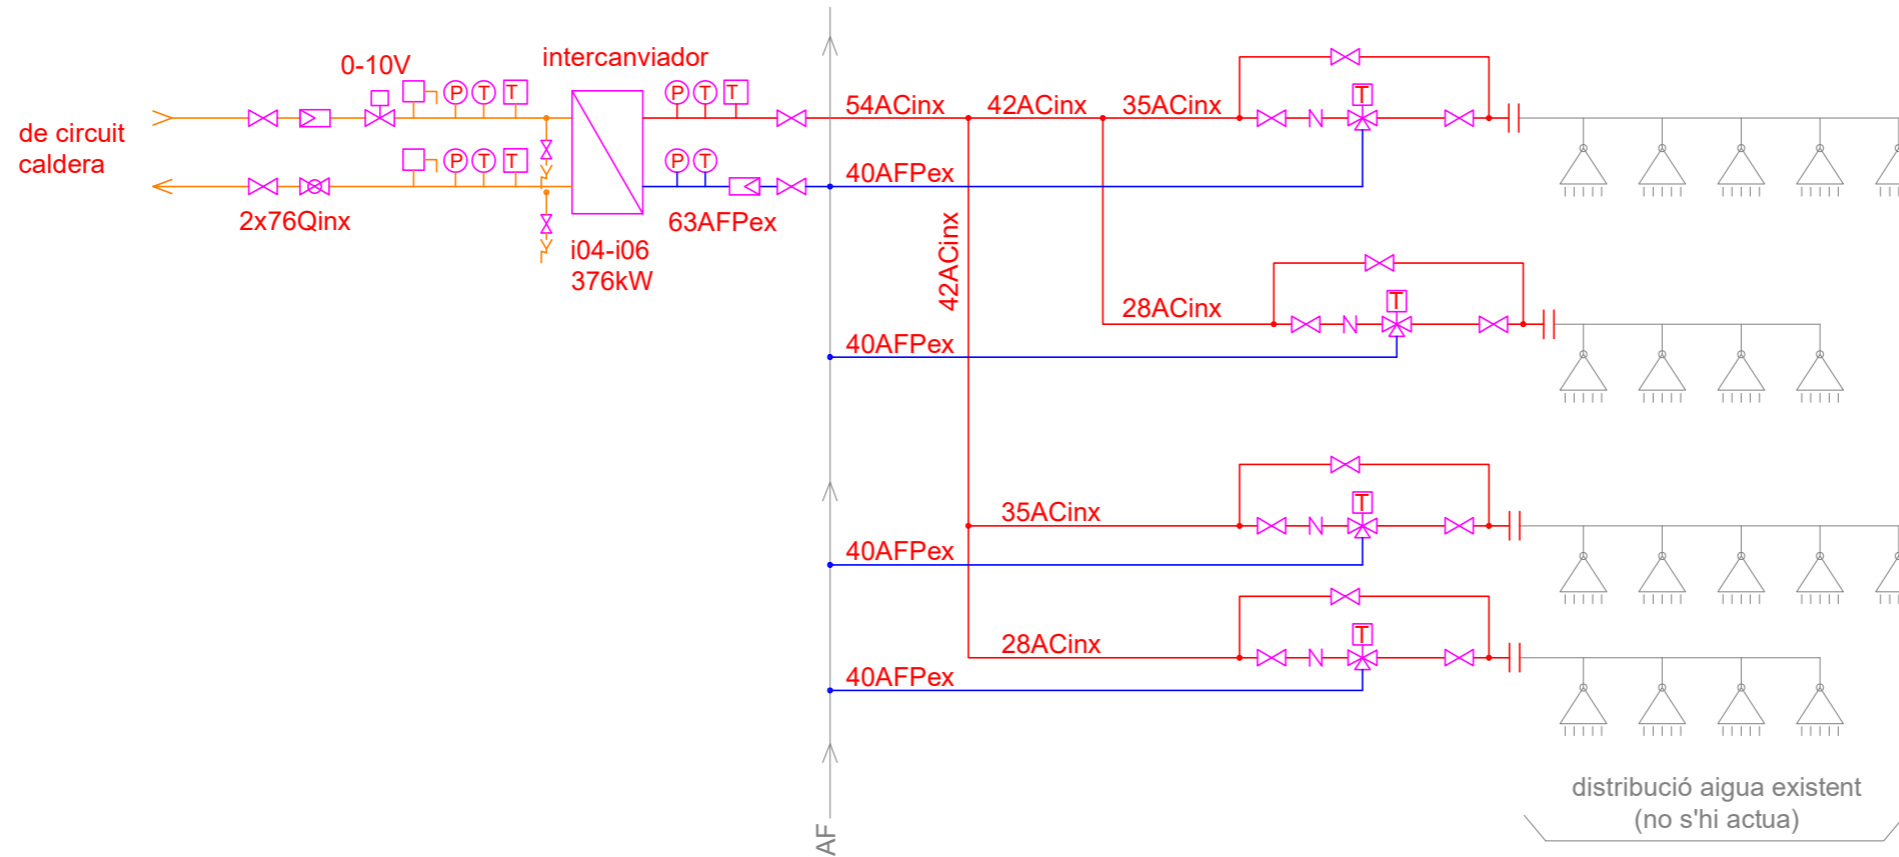 0-10V
intercanviador
de circuit
caldera
P T T
P T T
P T T
P T
2x76Qinx
i04-i06
376kW
63AFPex
54ACinx
42ACinx
35ACinx
T
40AFPex
42ACinx
28ACinx
T
40AFPex
35ACinx
T
40AFPex
28ACinx
T
40AFPex
AF
distribució aigua existent
(no s'hi actua)